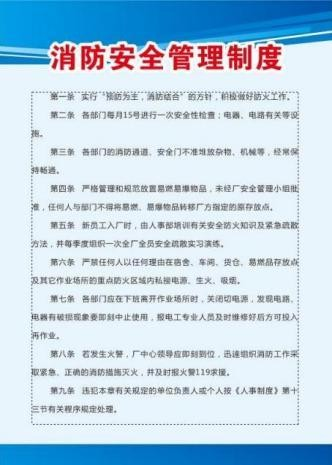 消防安全管理制度
第一条 实行“预防为主，消防结合”的方针，积极做好防火工作。
第二条 各部门每月15号进行一次安全性检查；电器、电路有关等设
施。
第三条 各部门的消防通道、安全门不准堆放杂物、机械等，经常保
持畅通。
第四条 严格管理和规范放置易燃易爆物品，未经厂安全管理小组批
准，任何人与部门不得将易燃、易爆物品转移厂方指定的原存放点。
第五条 新员工入厂时，由人事部培训有关安全防火知识及紧急疏散
方法，并每季度组织一次全厂全员安全疏散实习演练。
第六条 严禁任何人以任何理由在宿舍、车间、货仓、易燃品存放点
及其它作业场所的重点防火区域内私接电源、生火、吸烟。
第七条 各部门应在下班离开作业场所时，关闭切电源，发现电路、
电器有破损现象要即刻中止使用，报电工专业人员及时维修好后方可投入
再作业。
第八条 若发生火警，厂中心领导应即刻到位，迅速组织消防工作采
取紧急、正确的消防措施灭火，并及时报火警119求急。
第九条 违犯本章有关规定的单位负责人或个人按《人事制度》第十
三节有关程序规定处理。